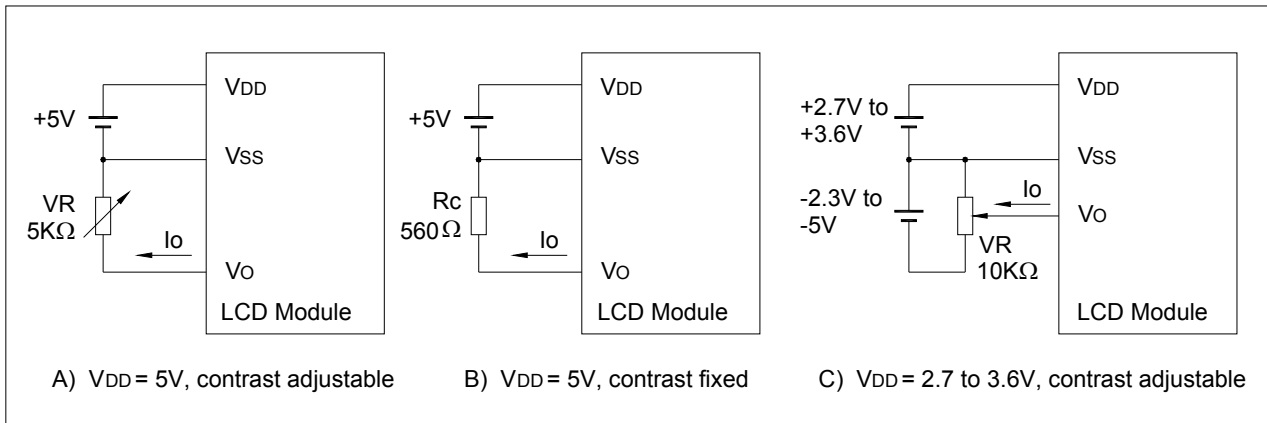 VDD
+5V
VSS
VR
5KΩ
Io
VO
LCD Module
A) VDD = 5V, contrast adjustable
VDD
+5V
VSS
Rc
560Ω
Io
VO
LCD Module
B) VDD = 5V, contrast fixed
VDD
+2.7V to
+3.6V
VSS
-2.3V to
-5V
Io
VO
VR
10KΩ
LCD Module
C) VDD = 2.7 to 3.6V, contrast adjustable